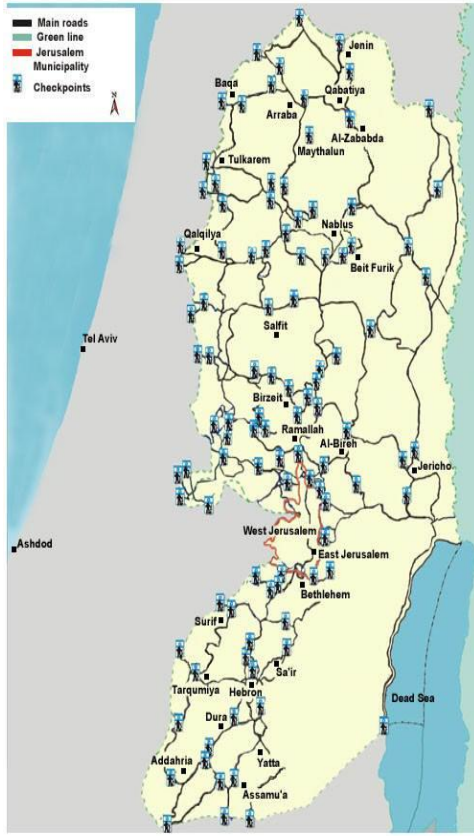 Main roads
Green line
Jerusalem
Municipality
Checkpoints
N
Jenin
Baqa
Qabatiya
Arraba
Al-Zababda
Maythalun
Tulkarem
Nablus
Qalqilya
Beit Furik
Salfit
Tel Aviv
Birzeit
Ramallah
Al-Bireh
Jericho
West Jerusalem
Ashdod
East Jerusalem
Bethlehem
Surif
Sa'ir
Tarqumiya
Hebron
Dead Sea
Dura
Addahria
Yatta
Assamu'a